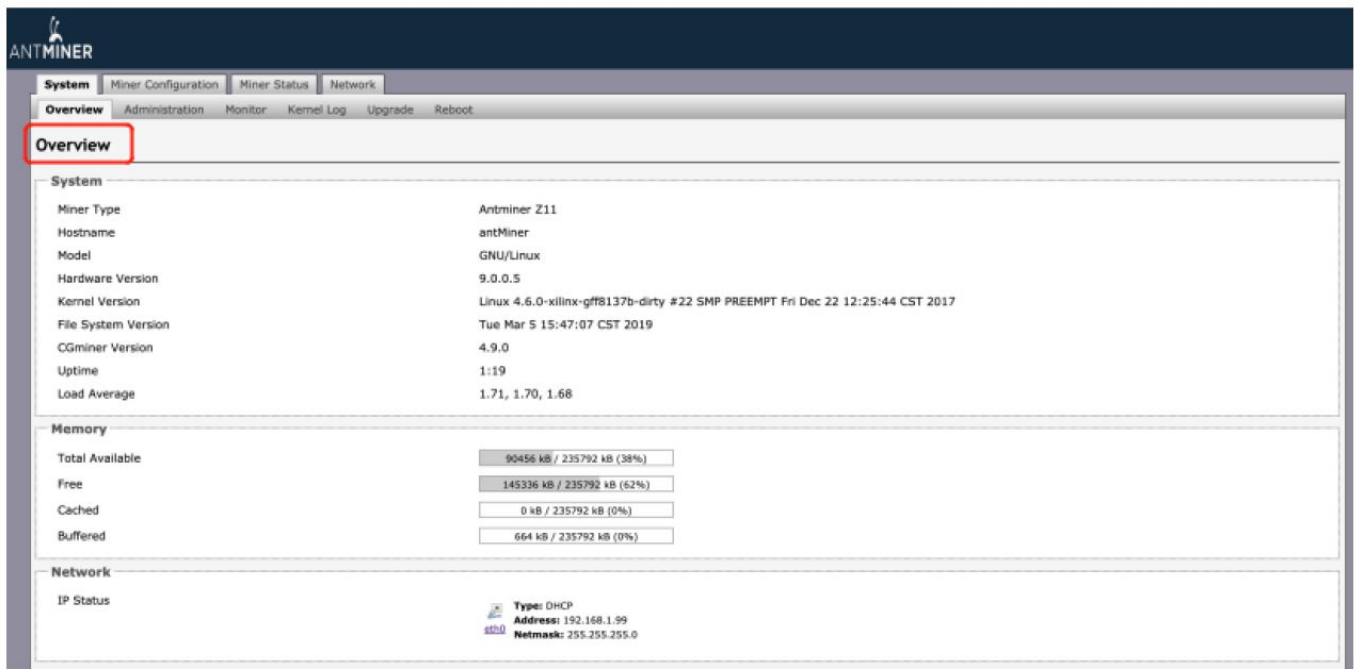 ANTMINER
System Miner Configuration Miner Status Network
Overview Administration Monitor Kernel Log Upgrade Reboot
Overview
System
Miner Type Antminer Z11
Hostname antMiner
Model GNU/Linux
Hardware Version 9.0.0.5
Kernel Version Linux 4.6.0-xilinx-gff8137b-dirty #22 SMP PREEMPT Fri Dec 22 12:25:44 CST 2017
File System Version Tue Mar 5 15:47:07 CST 2019
CGminer Version 4.9.0
Uptime 1:19
Load Average 1.71, 1.70, 1.68
Memory
Total Available 90456 kB / 235792 kB (38%)
Free 145336 kB / 235792 kB (62%)
Cached 0 kB / 235792 kB (0%)
Buffered 664 kB / 235792 kB (0%)
Network
IP Status
Type: DHCP
Address: 192.168.1.99
eth0 Netmask: 255.255.255.0